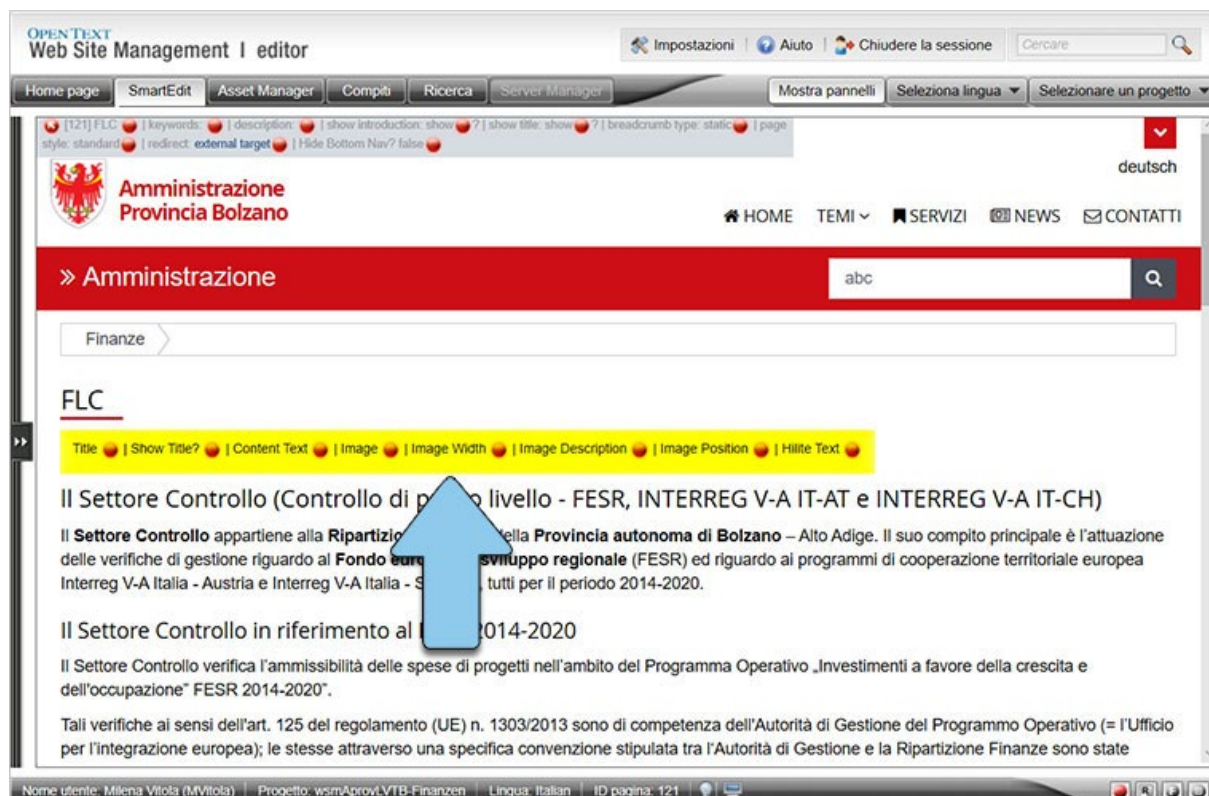 OPENTEXT
Web Site Management | editor
Impostazioni | Aiuto | Chiudere la sessione
Cercare
Home page SmartEdit Asset Manager Compiti Ricerca Server Manager
Mostra pannelli Seleziona lingua Selezionare un progetto
[121] FLC | keywords: | description: | show introduction: show ? | show title: show ? | breadcrumb type: static | page
style: standard | redirect: external target | Hide Bottom Nav? false
deutsch
Amministrazione
Provincia Bolzano
HOME TEMI SERVIZI NEWS CONTATTI
» Amministrazione
abc
Finanze
FLC
Title | Show Title? | Content Text | Image | Image Width | Image Description | Image Position | Hilite Text
Il Settore Controllo (Controllo di livello - FESR, INTERREG V-A IT-AT e INTERREG V-A IT-CH)
Il Settore Controllo appartiene alla della Provincia autonoma di Bolzano – Alto Adige. Il suo compito principale è l'attuazione
delle verifiche di gestione riguardo al Fondo regionale (FESR) ed riguardo ai programmi di cooperazione territoriale europea
Interreg V-A Italia - Austria e Interreg V-A Italia - tutti per il periodo 2014-2020.
Il Settore Controllo in riferimento al 2014-2020
Il Settore Controllo verifica l'ammissibilità delle spese di progetti nell'ambito del Programma Operativo „Investimenti a favore della crescita e
dell'occupazione" FESR 2014-2020".
Tali verifiche ai sensi dell'art. 125 del regolamento (UE) n. 1303/2013 sono di competenza dell'Autorità di Gestione del Programmo Operativo (= l'Ufficio
per l'integrazione europea); le stesse attraverso una specifica convenzione stipulata tra l'Autorità di Gestione e la Ripartizione Finanze sono state
Nome utente: Milena Vitola (MVitola) | Progetto: wsmAprovLVTB-Finanzen | Lingua: Italian | ID pagina: 121